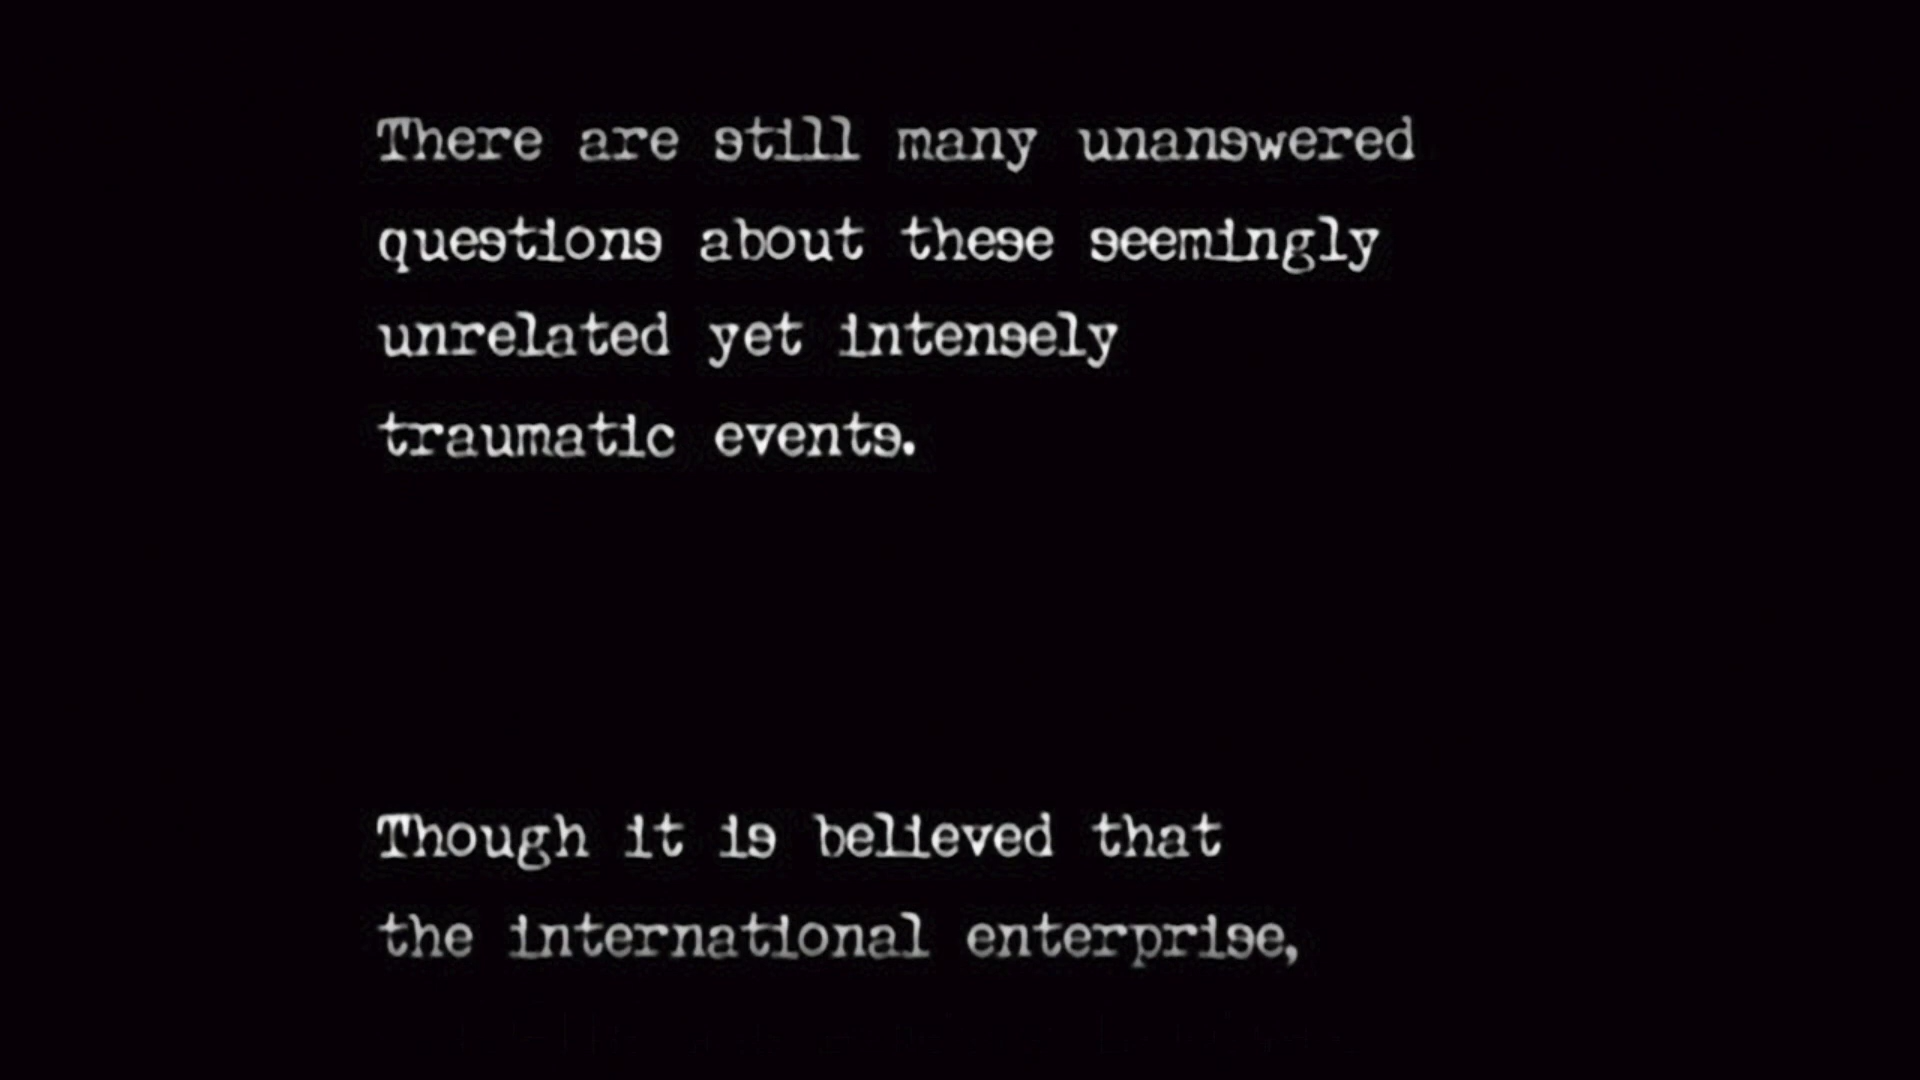 There are still many unanswered
questions about these seemingly
unrelated yet intensely
traumatic events.
Though it is believed that
the international enterprise,